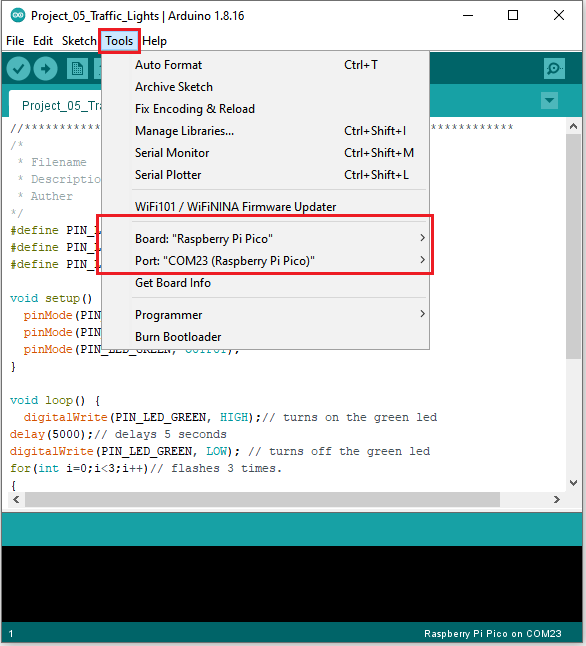 Project_05_Traffic_Lights | Arduino 1.8.16
File Edit Sketch Tools Help
Auto Format Ctrl+T
Archive Sketch
Fix Encoding & Reload
Manage Libraries... Ctrl+Shift+I
Serial Monitor Ctrl+Shift+M
Serial Plotter Ctrl+Shift+L
WiFi101 / WiFiNINA Firmware Updater
Board: "Raspberry Pi Pico"
Port: "COM23 (Raspberry Pi Pico)"
Get Board Info
Programmer
Burn Bootloader
Project_05_Tra
/*
* Filename
* Descriptio
* Auther
*/
#define PIN_L
#define PIN_L
#define PIN_L
void setup()
pinMode(PIN
pinMode(PIN
pinMode(PIN_LED_GREEN, OUTPUT);
}
void loop() {
digitalWrite(PIN_LED_GREEN, HIGH);// turns on the green led
delay(5000);// delays 5 seconds
digitalWrite(PIN_LED_GREEN, LOW); // turns off the green led
for(int i=0;i<3;i++)// flashes 3 times.
{
1 Raspberry Pi Pico on COM23